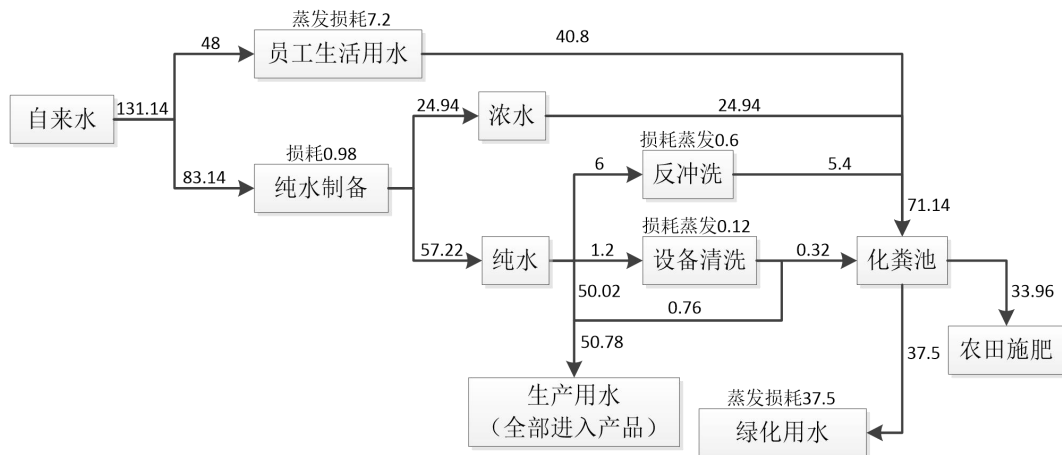 蒸发损耗7.2
48
员工生活用水
40.8
自来水
131.14
24.94
浓水
24.94
损耗0.98
83.14
纯水制备
损耗蒸发0.6
6
反冲洗
5.4
71.14
57.22
纯水
损耗蒸发0.12
1.2
设备清洗
0.32
化粪池
50.02
0.76
33.96
50.78
37.5
农田施肥
生产用水
（全部进入产品）
蒸发损耗37.5
绿化用水